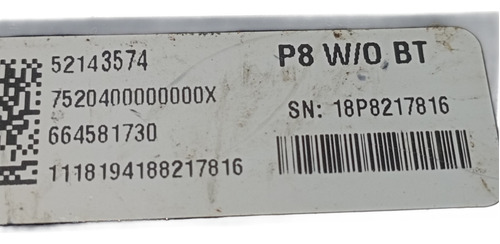 52143574
7520400000000X
664581730
1118194188217816
P8 W/O BT
SN: 18P8217816